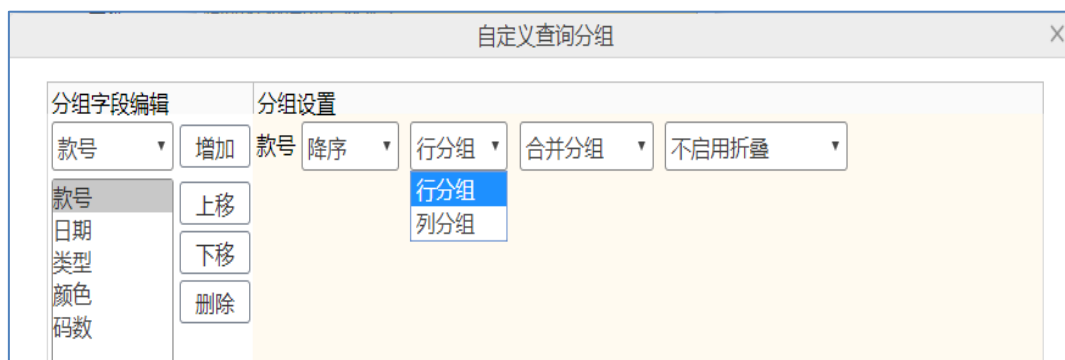 自定义查询分组
分组字段编辑 分组设置
款号 增加 款号 降序 行分组 合并分组 不启用折叠
款号 上移 行分组
日期 列分组
类型 下移
颜色 删除
码数